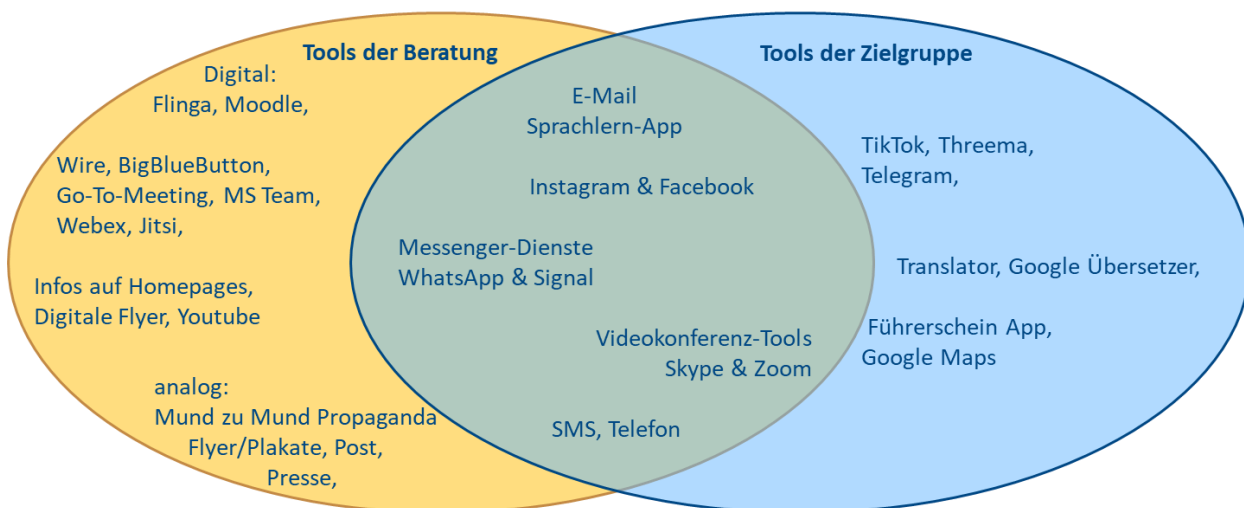 Tools der Beratung
Digital:
Flinga, Moodle,
Wire, BigBlueButton,
Go-To-Meeting, MS Team,
Webex, Jitsi,
Infos auf Homepages,
Digitale Flyer, Youtube
analog:
Mund zu Mund Propaganda
Flyer/Plakate, Post,
Presse,
E-Mail
Sprachlern-App
Instagram & Facebook
Messenger-Dienste
WhatsApp & Signal
Videokonferenz-Tools
Skype & Zoom
SMS, Telefon
Tools der Zielgruppe
TikTok, Threema,
Telegram,
Translator, Google Übersetzer,
Führerschein App,
Google Maps